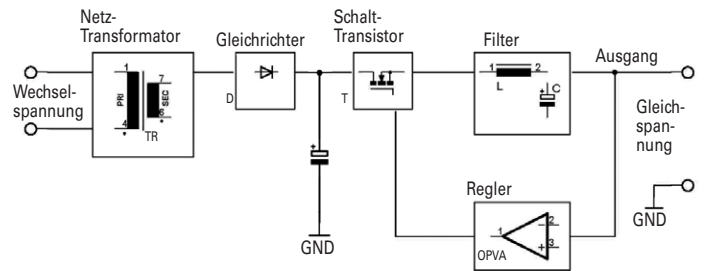 Netz-
Transformator
Gleichrichter
Schalt-
Transistor
Filter
Ausgang
Wechsel-
spannung
1
7
PRI
SEC
4
6
TR
D
T
1
2
L
C
+
+
Gleich-
span-
nung
GND
GND
Regler
1
2
3
-
+
OPVA